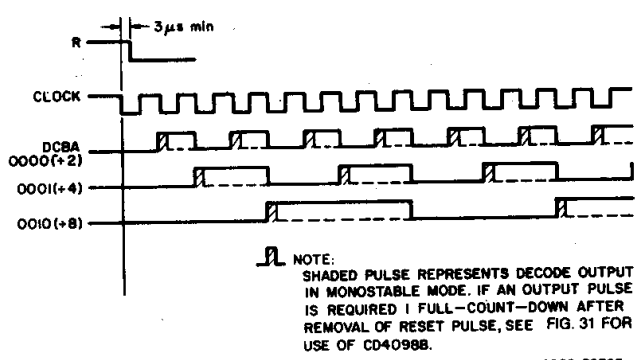 3μs min
R
CLOCK
DCBA
0000(÷2)
0001(÷4)
0010(÷8)
NOTE:
SHADED PULSE REPRESENTS DECODE OUTPUT
IN MONOSTABLE MODE. IF AN OUTPUT PULSE
IS REQUIRED I FULL-COUNT-DOWN AFTER
REMOVAL OF RESET PULSE, SEE FIG. 31 FOR
USE OF CD4098B.